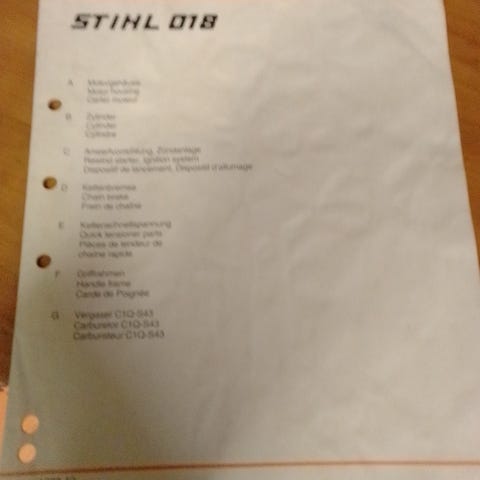 STIHL 018
A Motorgehäuse
Motor housing
Carter moteur
B Zylinder
Cylinder
Cylindre
C Anwerfvorrichtung, Zündanlage
Rewind starter, Ignition system
Dispositif de lancement, Dispositif d'allumage
D Kettenbremse
Chain brake
Frein de chaîne
E Kettenschnellspannung
Quick tensioner parts
Pièces de tendeur de
chaîne rapide
F Griffrahmen
Handle frame
Cadre de Poignée
G Vergaser C1Q-S43
Carburetor C1Q-S43
Carburateur C1Q-S43